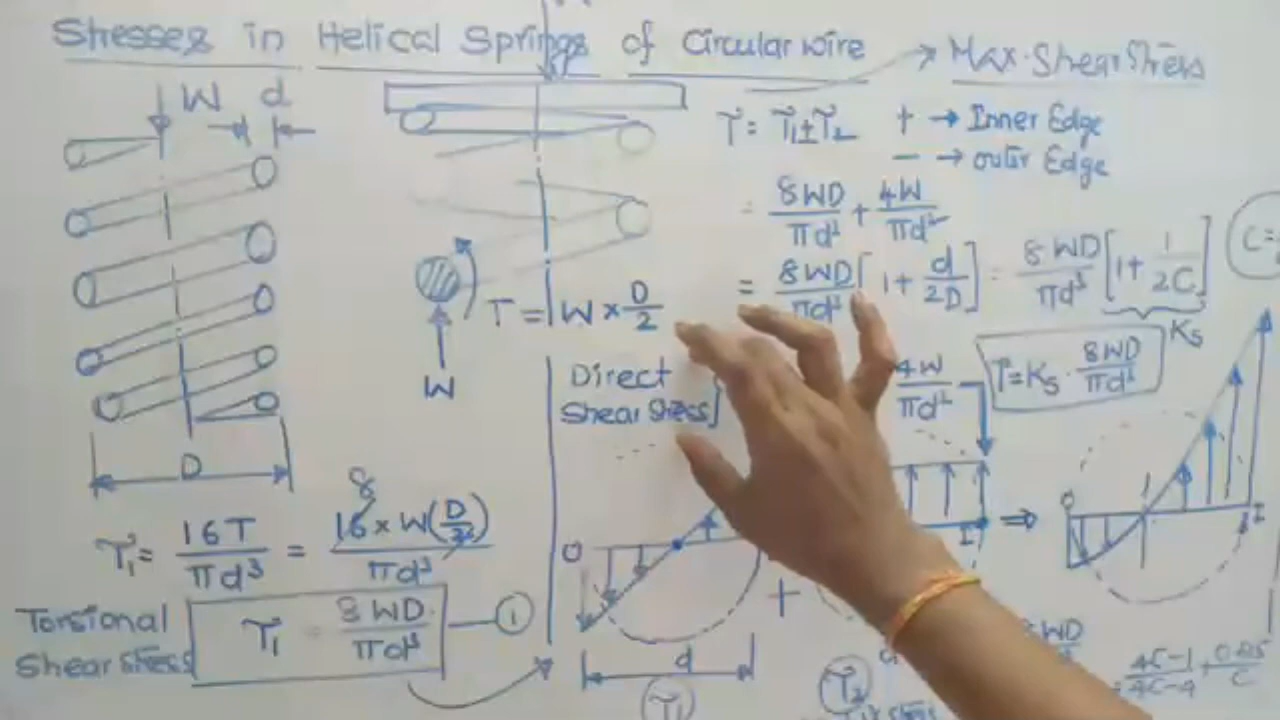 Stresses in Helical Springs of Circular wire → Max. Shear Stress
W d
τ = τ₁ ± τ₂ + → Inner Edge
− → outer Edge
= 8WD/πd³ + 4W/πd²
= 8WD/πd³ [1 + d/2D] = 8WD/πd³ [1 + 1/2C]
C =
Ks
T = W × D/2
W
Direct
Shear Stress
4W/πd²
τ = Ks · 8WD/πd³
D
τ₁ = 16T/πd³ = 16 × W(D/2)/πd³
8
O
I
⇒
O
I
Torsional
Shear Stress
τ₁ = 8WD/πd³ — ①
+
d
d
τ₁
τ₂
WD
4C-1/4C-4 + 0.615/C